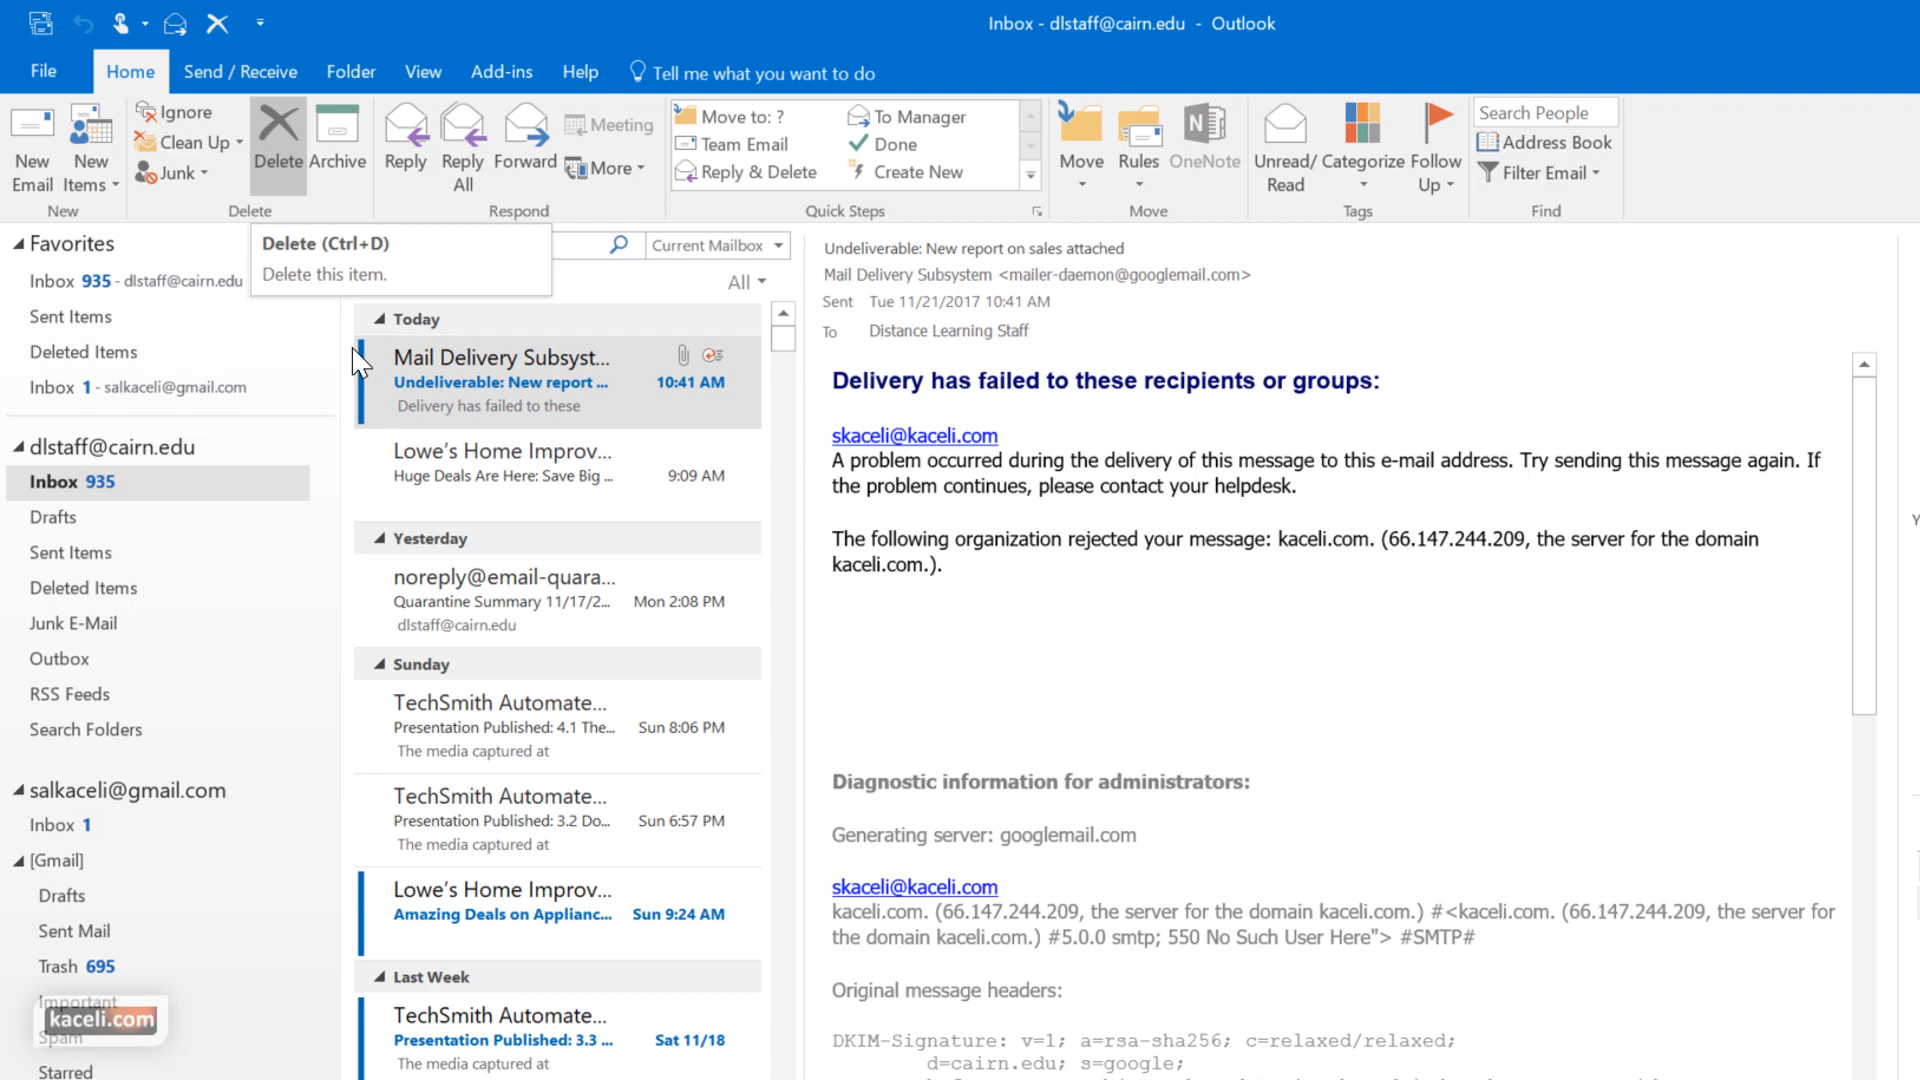 Inbox - dlstaff@cairn.edu - Outlook
File Home Send / Receive Folder View Add-ins Help Tell me what you want to do
New Email
New Items
New
Ignore
Clean Up
Junk
Delete
Archive
Delete
Reply
Reply All
Forward
Meeting
More
Respond
Move to: ?
Team Email
Reply & Delete
To Manager
Done
Create New
Quick Steps
Move
Rules
OneNote
Move
Unread/ Read
Categorize
Follow Up
Tags
Search People
Address Book
Filter Email
Find
Delete (Ctrl+D)
Delete this item.
Current Mailbox
All
Favorites
Inbox 935 - dlstaff@cairn.edu
Sent Items
Deleted Items
Inbox 1 - salkaceli@gmail.com
dlstaff@cairn.edu
Inbox 935
Drafts
Sent Items
Deleted Items
Junk E-Mail
Outbox
RSS Feeds
Search Folders
salkaceli@gmail.com
Inbox 1
[Gmail]
Drafts
Sent Mail
Trash 695
Important
kaceli.com
Spam
Starred
Today
Mail Delivery Subsyst...
Undeliverable: New report ... 10:41 AM
Delivery has failed to these
Lowe's Home Improv...
Huge Deals Are Here: Save Big ... 9:09 AM
Yesterday
noreply@email-quara...
Quarantine Summary 11/17/2... Mon 2:08 PM
dlstaff@cairn.edu
Sunday
TechSmith Automate...
Presentation Published: 4.1 The... Sun 8:06 PM
The media captured at
TechSmith Automate...
Presentation Published: 3.2 Do... Sun 6:57 PM
The media captured at
Lowe's Home Improv...
Amazing Deals on Applianc... Sun 9:24 AM
Last Week
TechSmith Automate...
Presentation Published: 3.3 ... Sat 11/18
The media captured at
Undeliverable: New report on sales attached
Mail Delivery Subsystem <mailer-daemon@googlemail.com>
Sent Tue 11/21/2017 10:41 AM
To Distance Learning Staff
Delivery has failed to these recipients or groups:
skaceli@kaceli.com
A problem occurred during the delivery of this message to this e-mail address. Try sending this message again. If
the problem continues, please contact your helpdesk.
The following organization rejected your message: kaceli.com. (66.147.244.209, the server for the domain
kaceli.com.).
Diagnostic information for administrators:
Generating server: googlemail.com
skaceli@kaceli.com
kaceli.com. (66.147.244.209, the server for the domain kaceli.com.) #<kaceli.com. (66.147.244.209, the server for
the domain kaceli.com.) #5.0.0 smtp; 550 No Such User Here"> #SMTP#
Original message headers:
DKIM-Signature: v=1; a=rsa-sha256; c=relaxed/relaxed;
d=cairn.edu; s=google;